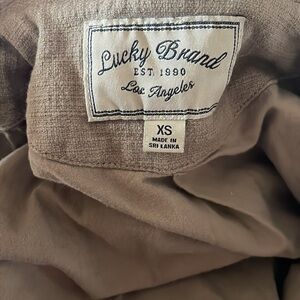 Lucky Brand
EST. 1990
Los Angeles
XS
MADE IN
SRI LANKA